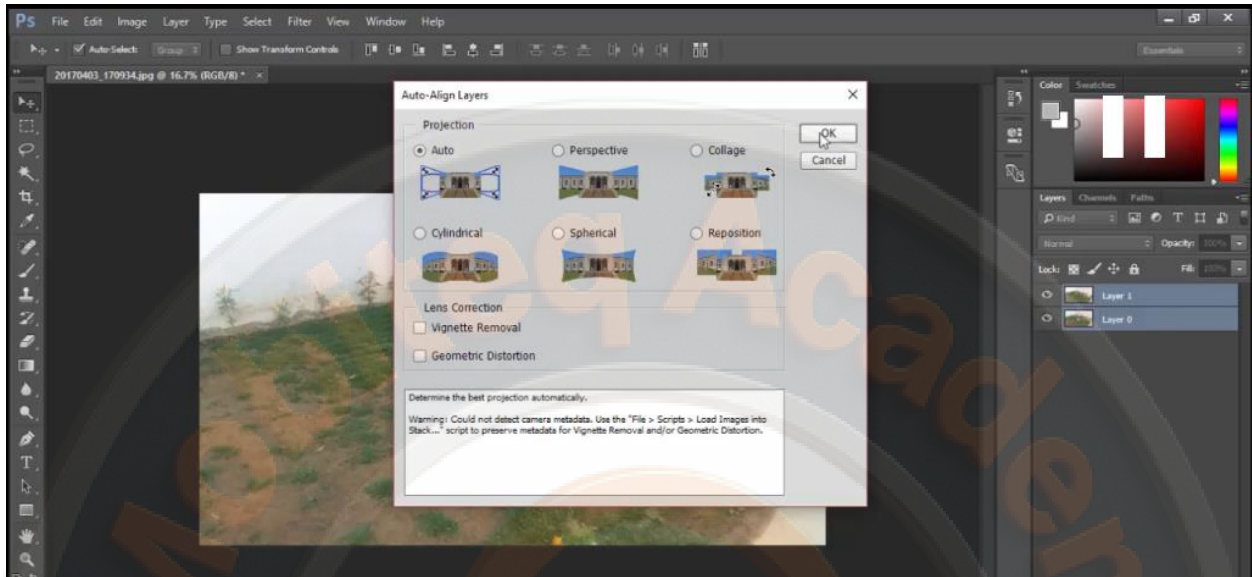 Ps File Edit Image Layer Type Select Filter View Window Help
Auto-Select: Group Show Transform Controls Essentials
20170403_170934.jpg @ 16.7% (RGB/8) * ×
Auto-Align Layers
Projection
Auto Perspective Collage
Cylindrical Spherical Reposition
Lens Correction
Vignette Removal
Geometric Distortion
Determine the best projection automatically.
Warning: Could not detect camera metadata. Use the "File > Scripts > Load Images into
Stack..." script to preserve metadata for Vignette Removal and/or Geometric Distortion.
OK
Cancel
Color Swatches
Layers Channels Paths
Kind
Normal Opacity: 100%
Lock: Fill: 100%
Layer 1
Layer 0
Academ